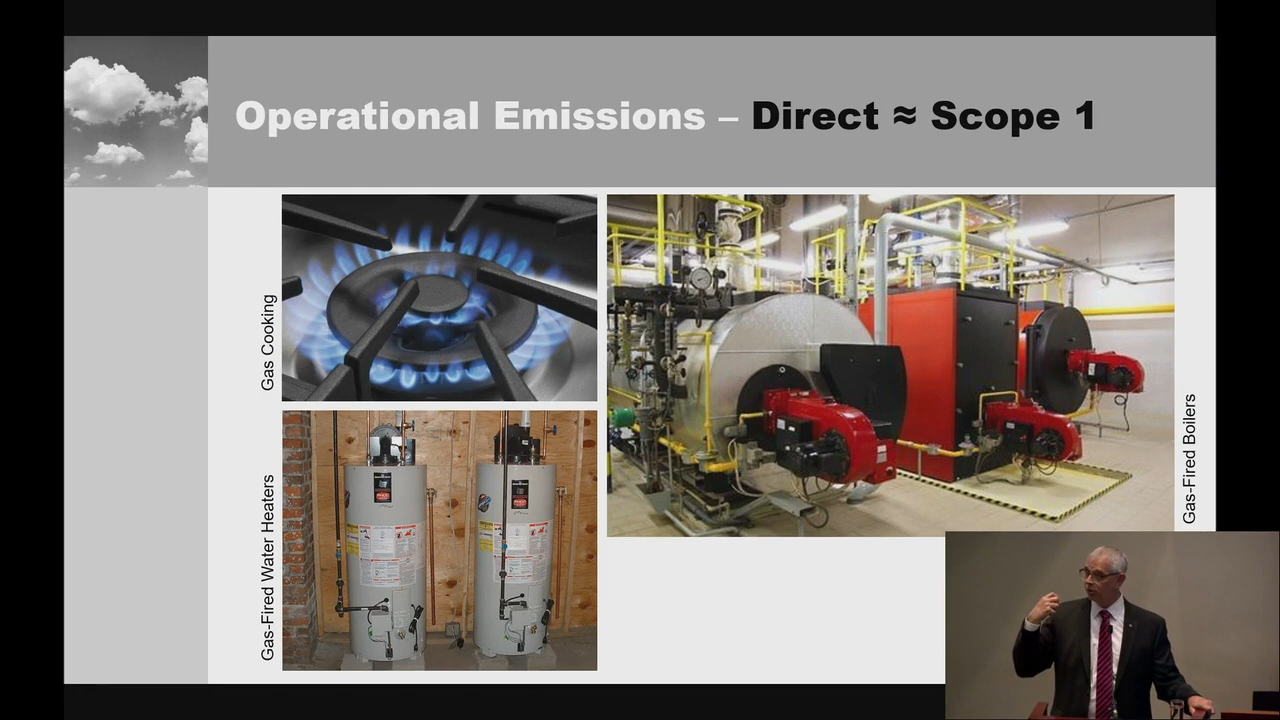 Operational Emissions – Direct ≈ Scope 1
Gas Cooking
Gas-Fired Boilers
Gas-Fired Water Heaters